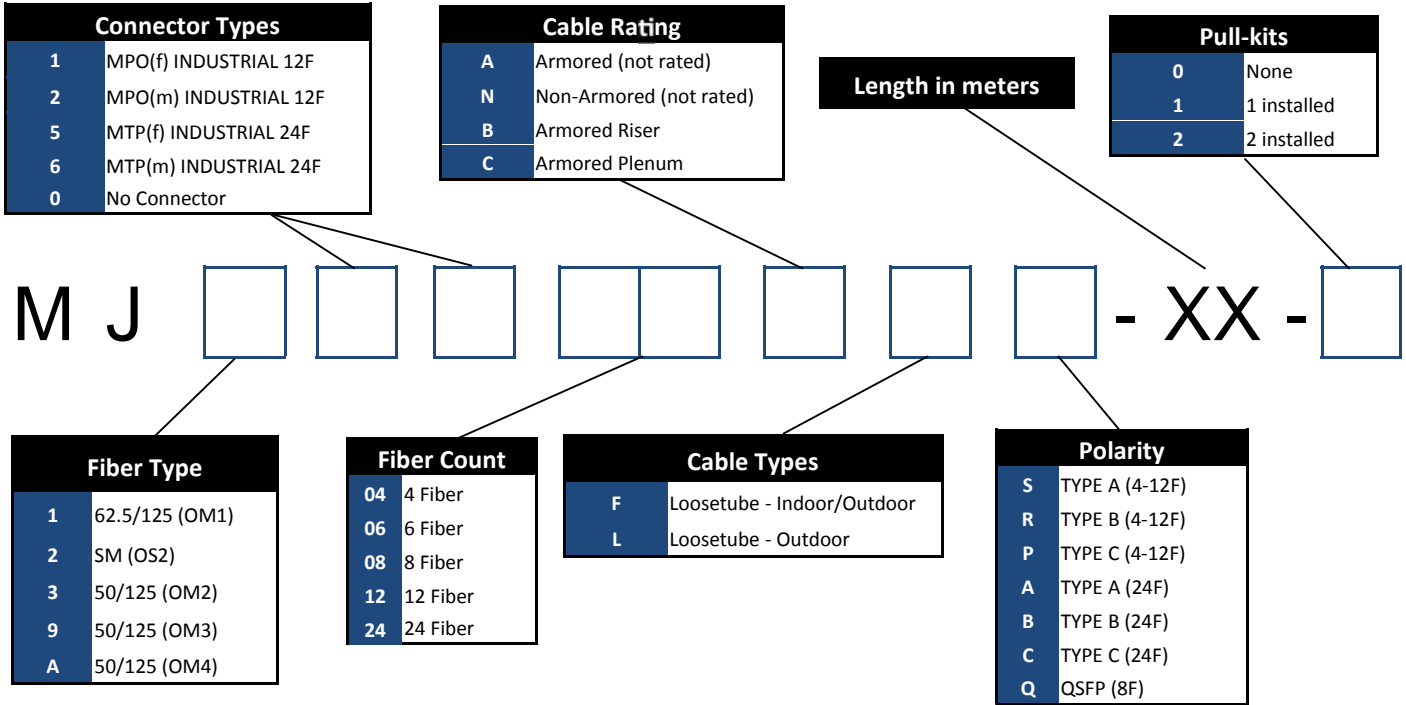 Connector Types
1 MPO(f) INDUSTRIAL 12F
2 MPO(m) INDUSTRIAL 12F
5 MTP(f) INDUSTRIAL 24F
6 MTP(m) INDUSTRIAL 24F
0 No Connector
Cable Rating
A Armored (not rated)
N Non-Armored (not rated)
B Armored Riser
C Armored Plenum
Length in meters
Pull-kits
0 None
1 1 installed
2 2 installed
M J - XX -
Fiber Type
1 62.5/125 (OM1)
2 SM (OS2)
3 50/125 (OM2)
9 50/125 (OM3)
A 50/125 (OM4)
Fiber Count
04 4 Fiber
06 6 Fiber
08 8 Fiber
12 12 Fiber
24 24 Fiber
Cable Types
F Loosetube - Indoor/Outdoor
L Loosetube - Outdoor
Polarity
S TYPE A (4-12F)
R TYPE B (4-12F)
P TYPE C (4-12F)
A TYPE A (24F)
B TYPE B (24F)
C TYPE C (24F)
Q QSFP (8F)